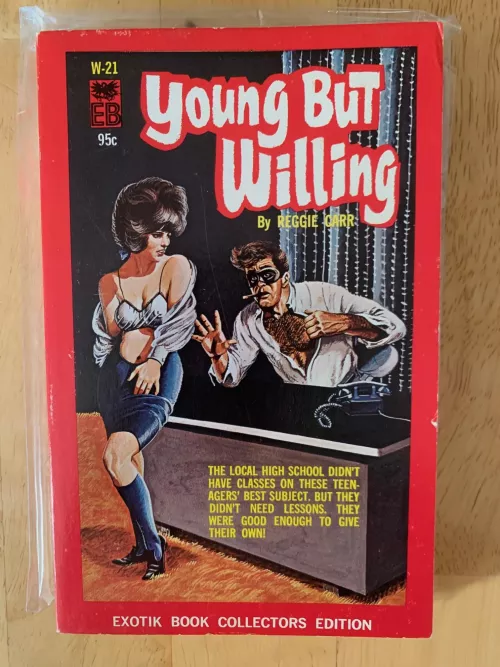 W-21
EB
95c
Young But
Willing
By REGGIE CARR
THE LOCAL HIGH SCHOOL DIDN'T
HAVE CLASSES ON THESE TEEN-
AGERS' BEST SUBJECT. BUT THEY
DIDN'T NEED LESSONS. THEY
WERE GOOD ENOUGH TO GIVE
THEIR OWN!
EXOTIK BOOK COLLECTORS EDITION